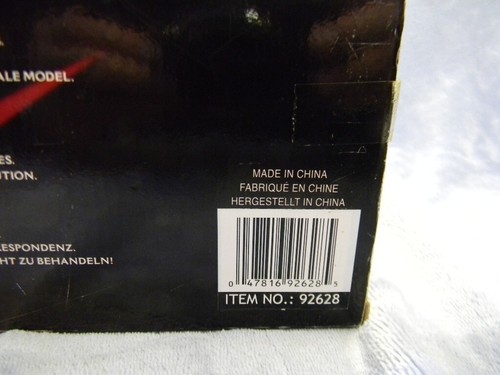 ALE MODEL.
ES.
UTION.
MADE IN CHINA
FABRIQUÉ EN CHINE
HERGESTELLT IN CHINA
ESPONDENZ.
HT ZU BEHANDELN!
0 47816 92628 5
ITEM NO.: 92628